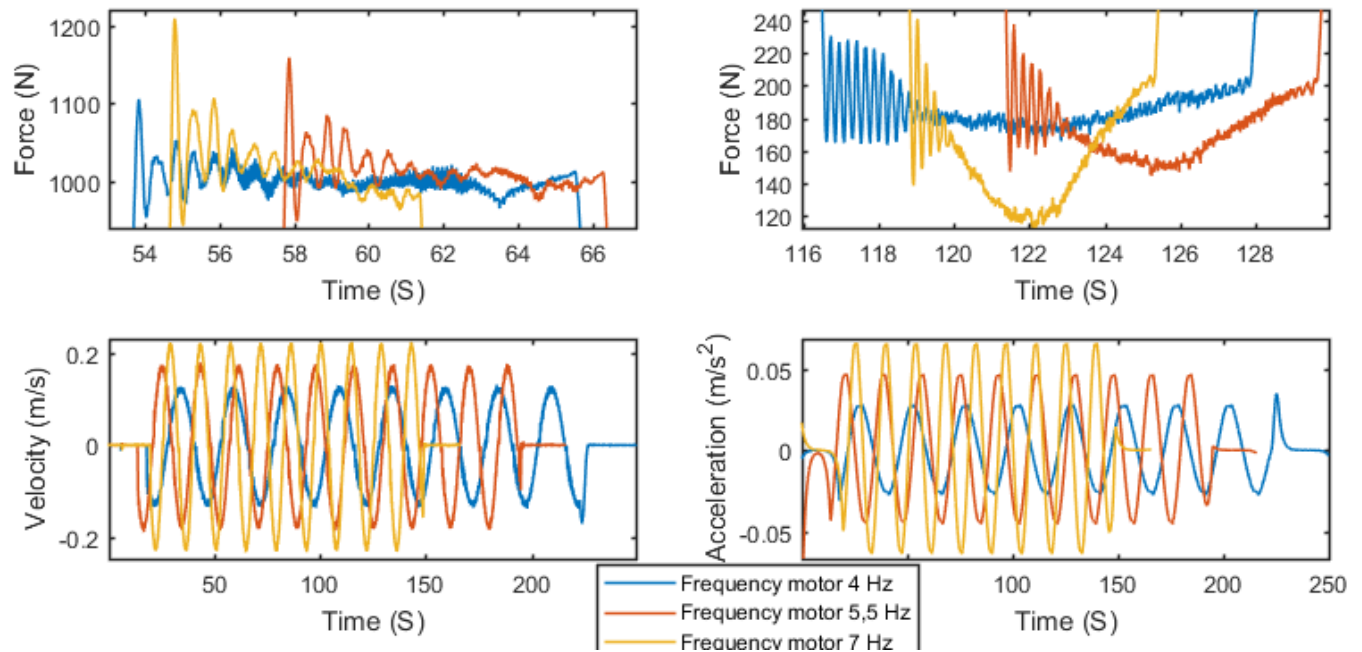 1200
1100
1000
Force (N)
54 56 58 60 62 64 66
Time (S)
240
220
200
180
160
140
120
Force (N)
116 118 120 122 124 126 128
Time (S)
0.2
0
-0.2
Velocity (m/s)
50 100 150 200
Time (S)
0.05
0
-0.05
Acceleration (m/s²)
100 150 200 250
Time (S)
Frequency motor 4 Hz
Frequency motor 5,5 Hz
Frequency motor 7 Hz